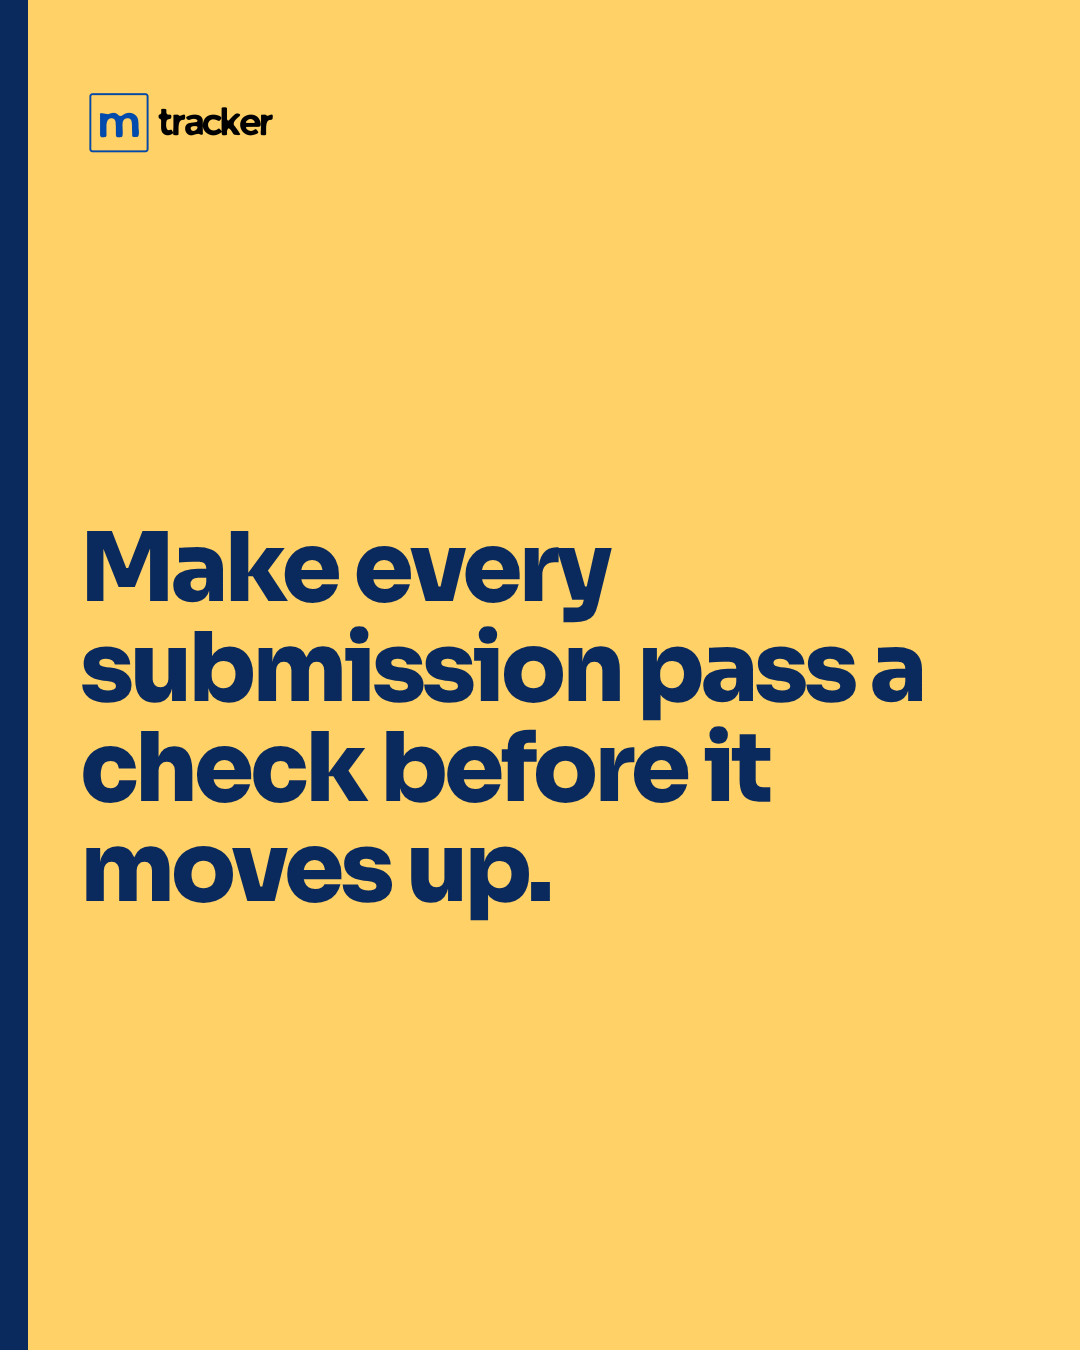 m tracker
Make every
submission pass a
check before it
moves up.